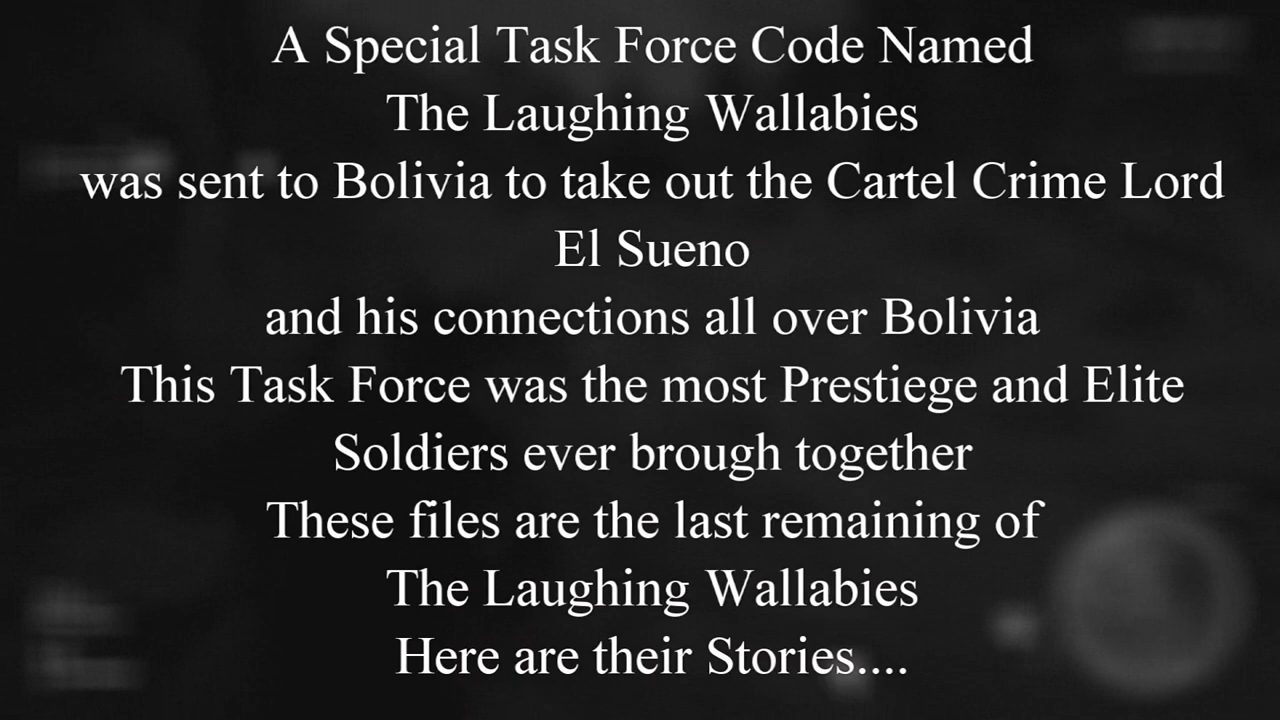 A Special Task Force Code Named
The Laughing Wallabies
was sent to Bolivia to take out the Cartel Crime Lord
El Sueno
and his connections all over Bolivia
This Task Force was the most Prestiege and Elite
Soldiers ever brough together
These files are the last remaining of
The Laughing Wallabies
Here are their Stories....